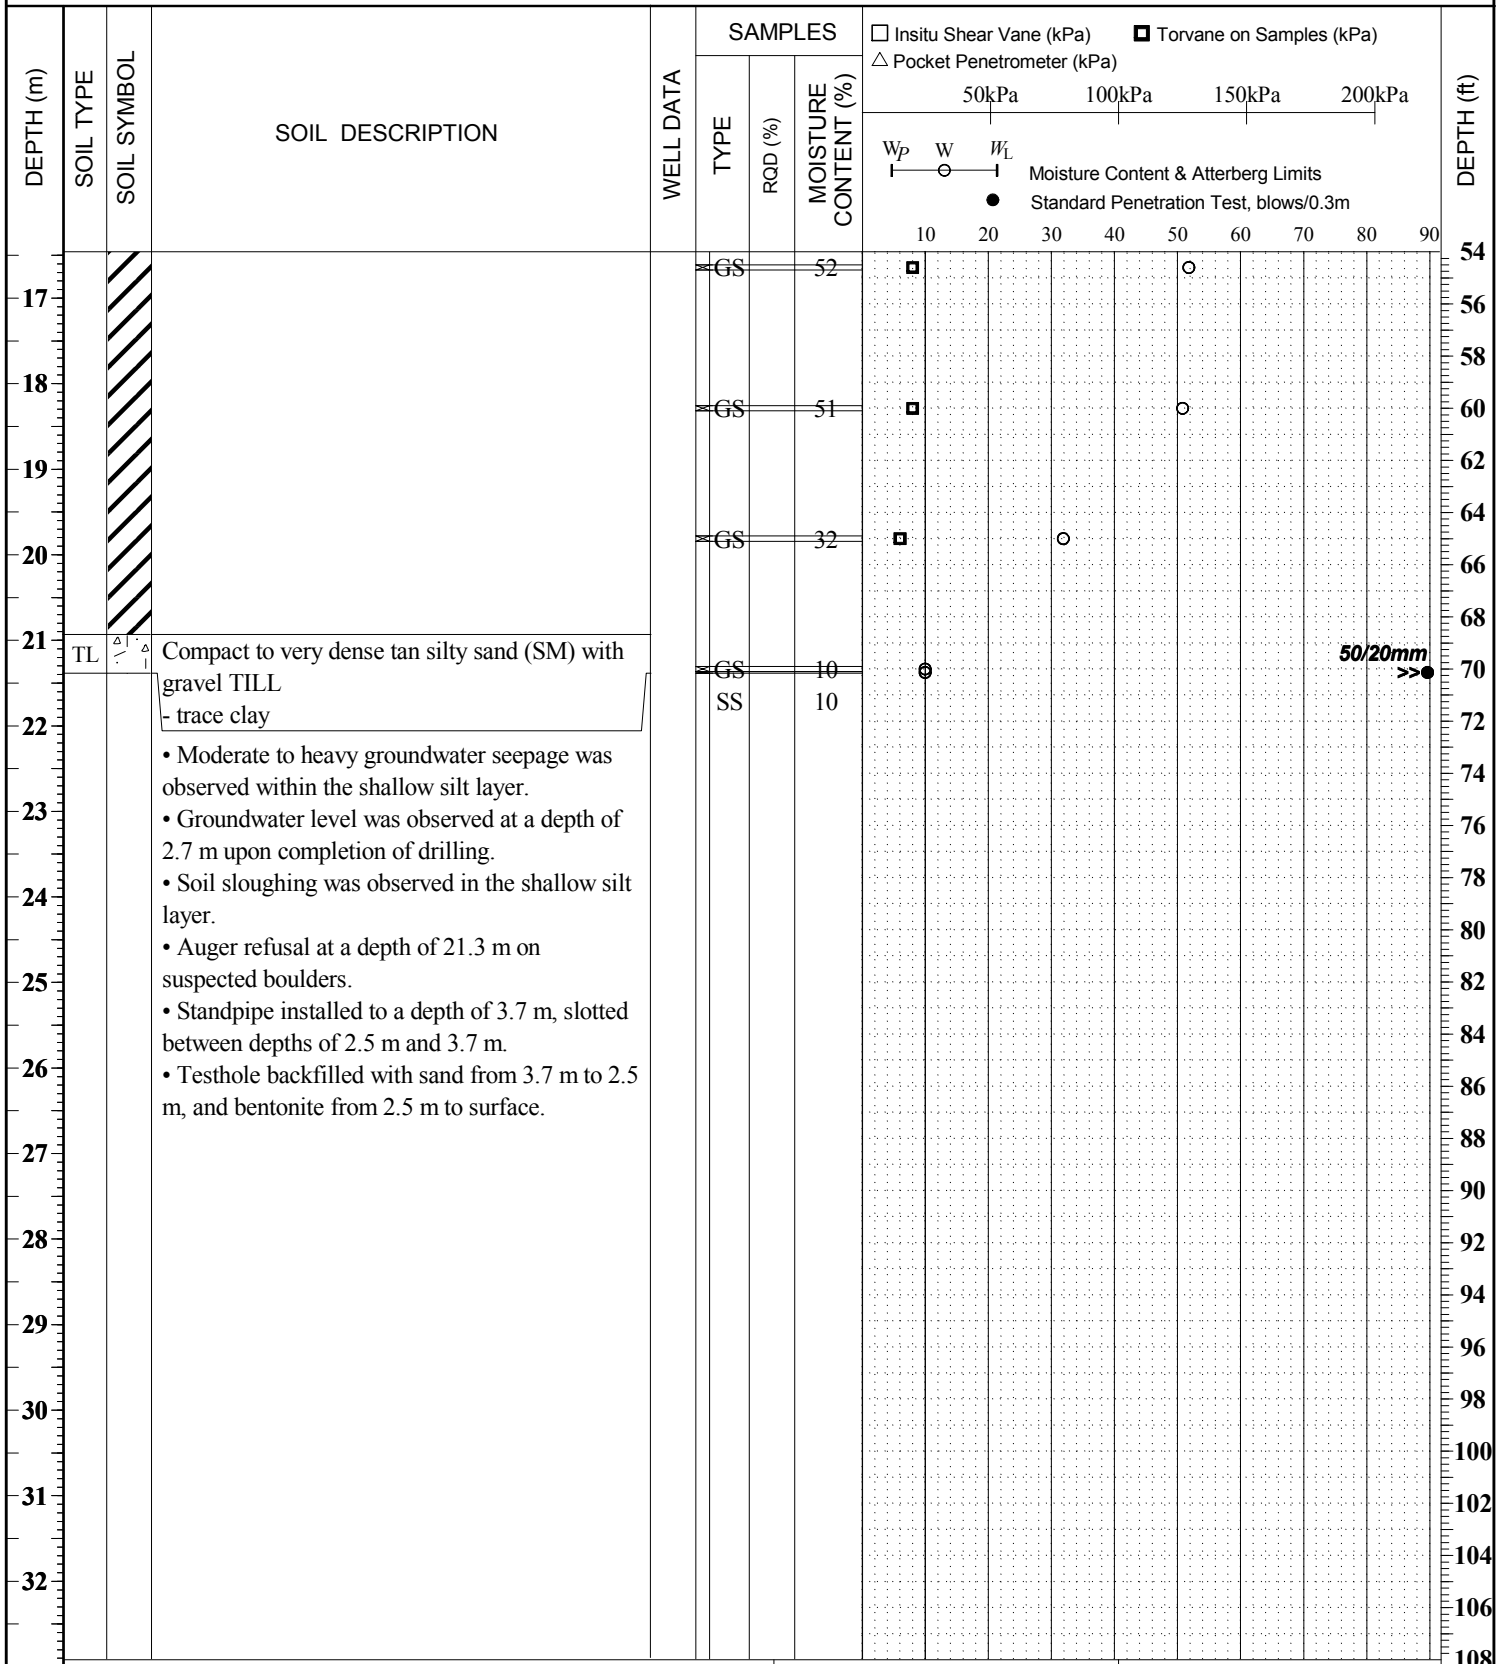 DEPTH (m)
SOIL TYPE
SOIL SYMBOL
SOIL DESCRIPTION
WELL DATA
SAMPLES
TYPE
RQD (%)
MOISTURE
CONTENT (%)
Insitu Shear Vane (kPa)
Torvane on Samples (kPa)
Pocket Penetrometer (kPa)
50kPa 100kPa 150kPa 200kPa
WP W WL
Moisture Content & Atterberg Limits
Standard Penetration Test, blows/0.3m
10 20 30 40 50 60 70 80 90
DEPTH (ft)
54
GS 52
17
56
58
18
GS 51
60
19
62
64
GS 32
20
66
68
21
TL
Compact to very dense tan silty sand (SM) with
gravel TILL
- trace clay
GS 10
SS 10
50/20mm
>>
70
22
72
• Moderate to heavy groundwater seepage was
observed within the shallow silt layer.
• Groundwater level was observed at a depth of
2.7 m upon completion of drilling.
• Soil sloughing was observed in the shallow silt
layer.
• Auger refusal at a depth of 21.3 m on
suspected boulders.
• Standpipe installed to a depth of 3.7 m, slotted
between depths of 2.5 m and 3.7 m.
• Testhole backfilled with sand from 3.7 m to 2.5
m, and bentonite from 2.5 m to surface.
74
23
76
78
24
80
25
82
84
26
86
27
88
90
28
92
94
29
96
30
98
100
31
102
104
32
106
108